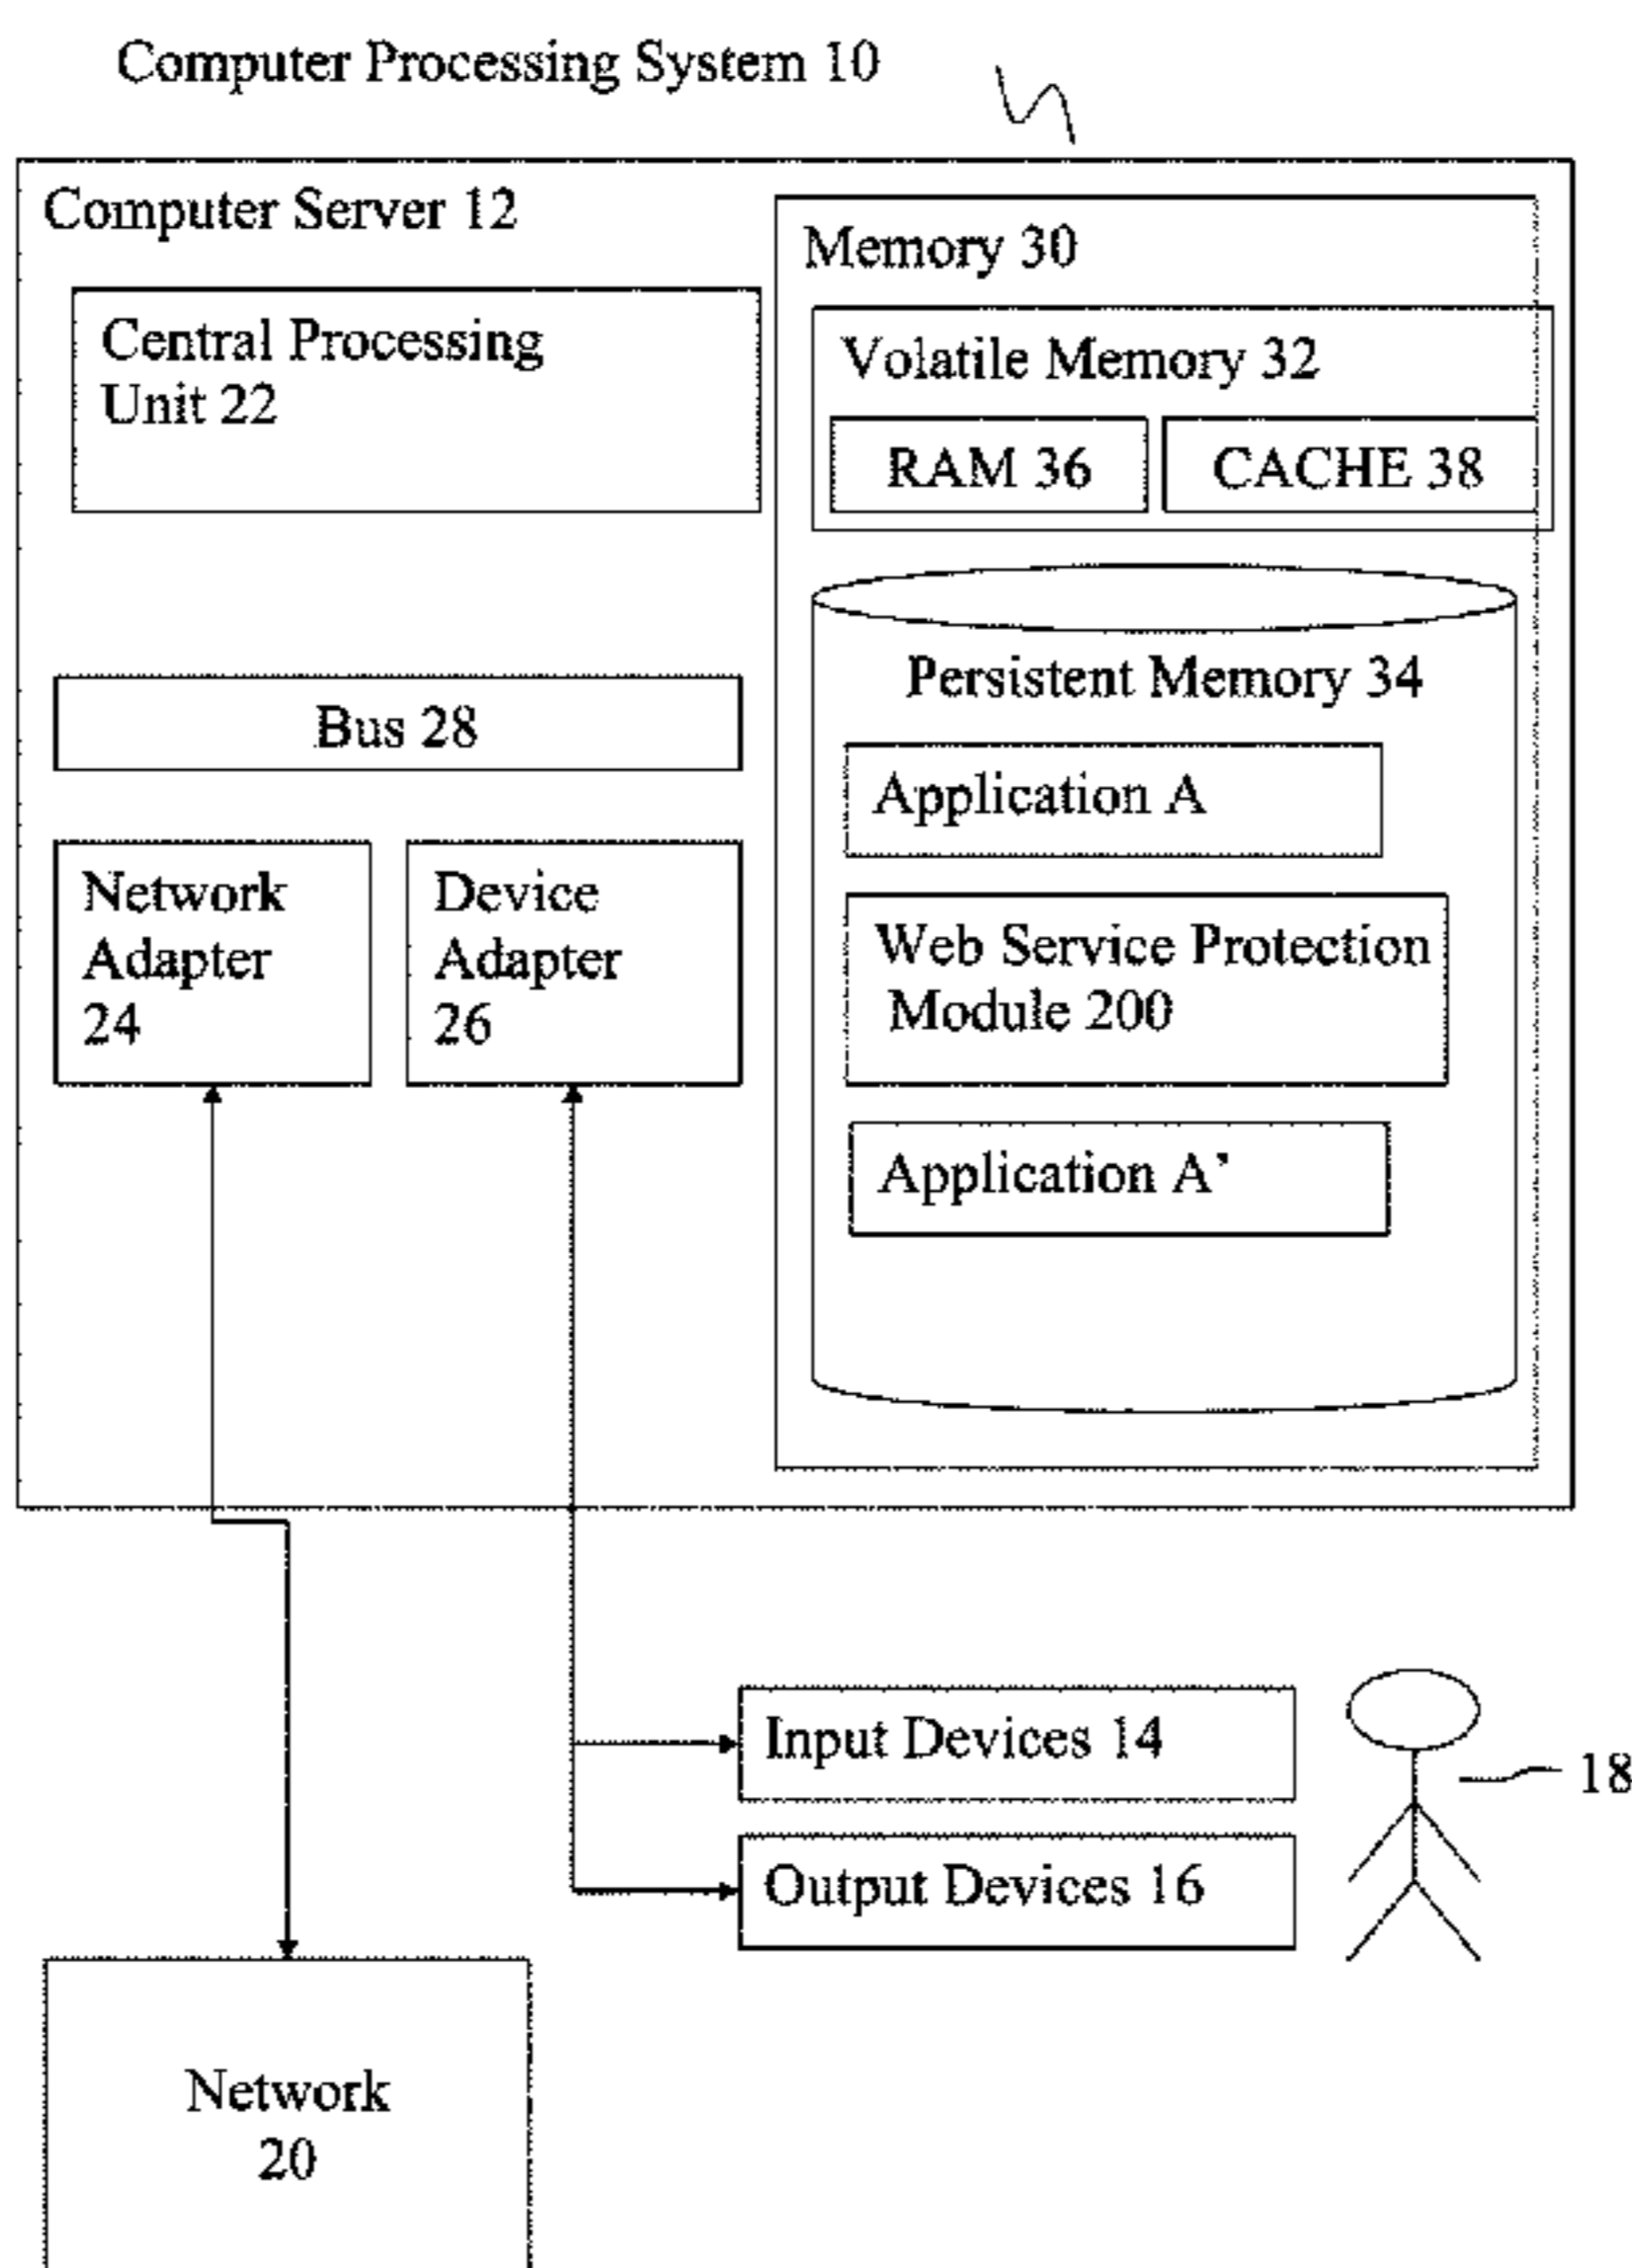 Computer Processing System 10
Computer Server 12
Central Processing
Unit 22
Bus 28
Network
Adapter
24
Device
Adapter
26
Memory 30
Volatile Memory 32
RAM 36
CACHE 38
Persistent Memory 34
Application A
Web Service Protection
Module 200
Application A’
Input Devices 14
Output Devices 16
18
Network
20